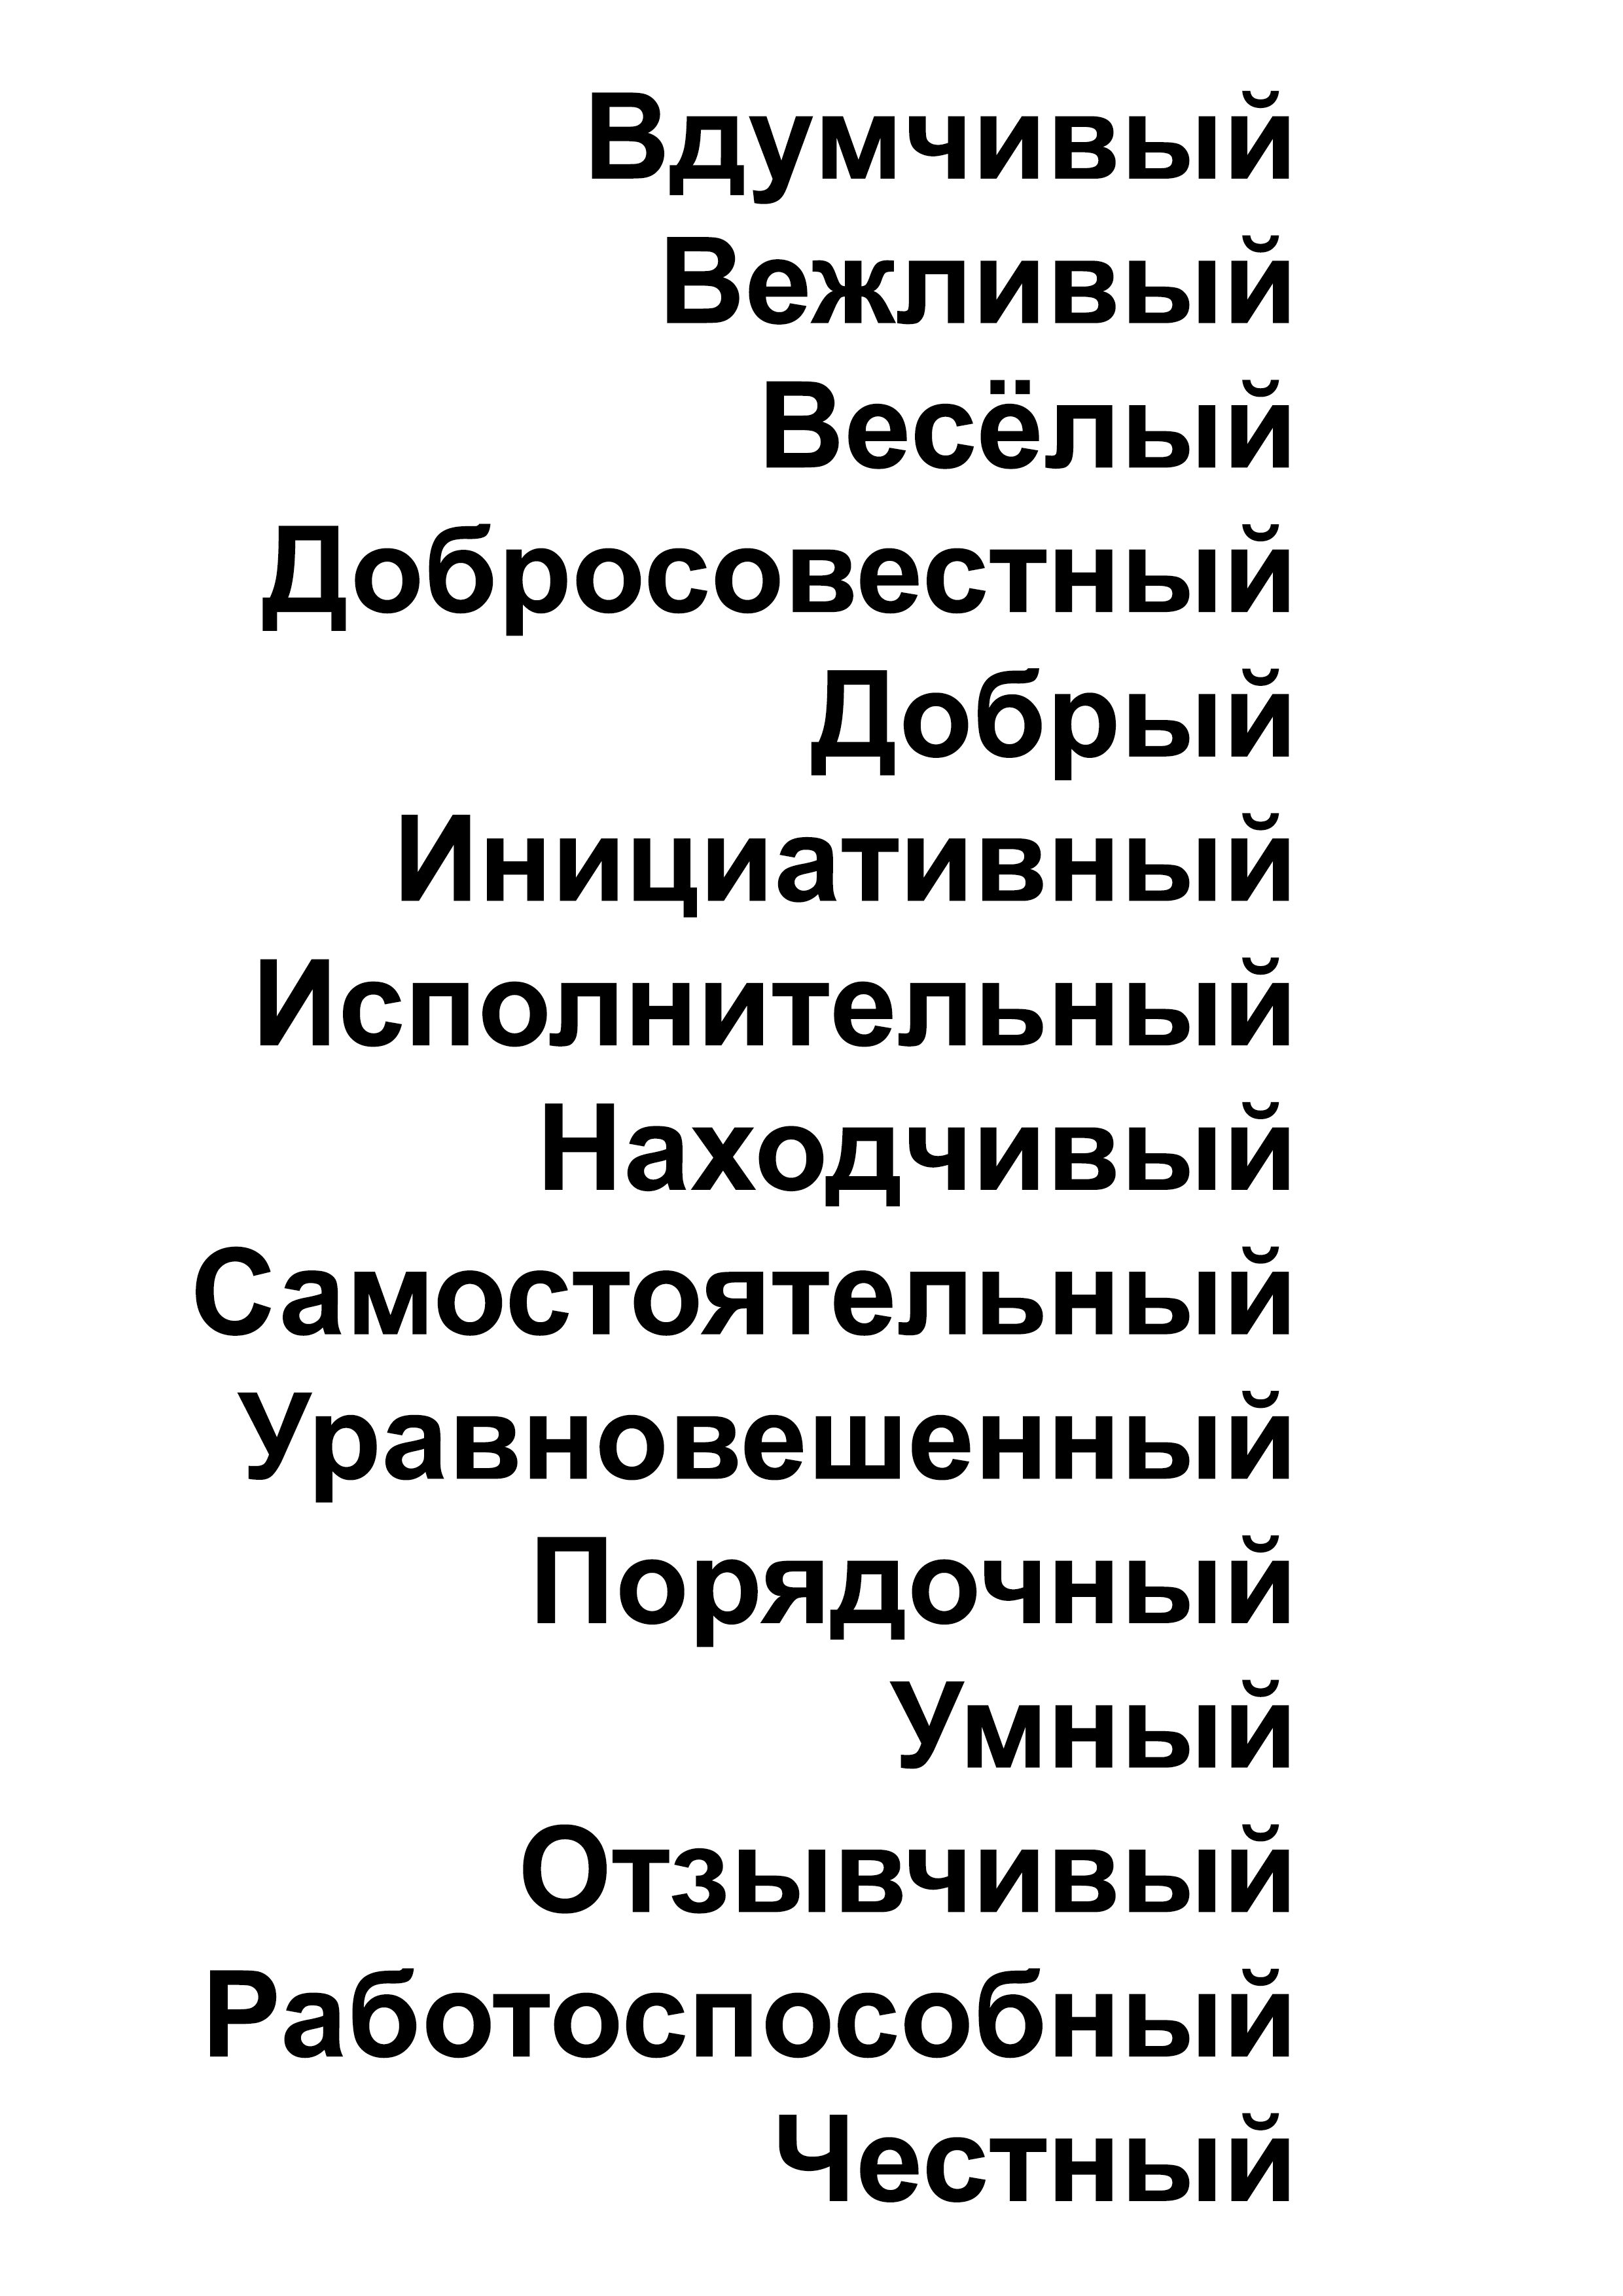 Вдумчивый
Вежливый
Весёлый
Добросовестный
Добрый
Инициативный
Исполнительный
Находчивый
Самостоятельный
Уравновешенный
Порядочный
Умный
Отзывчивый
Работоспособный
Честный